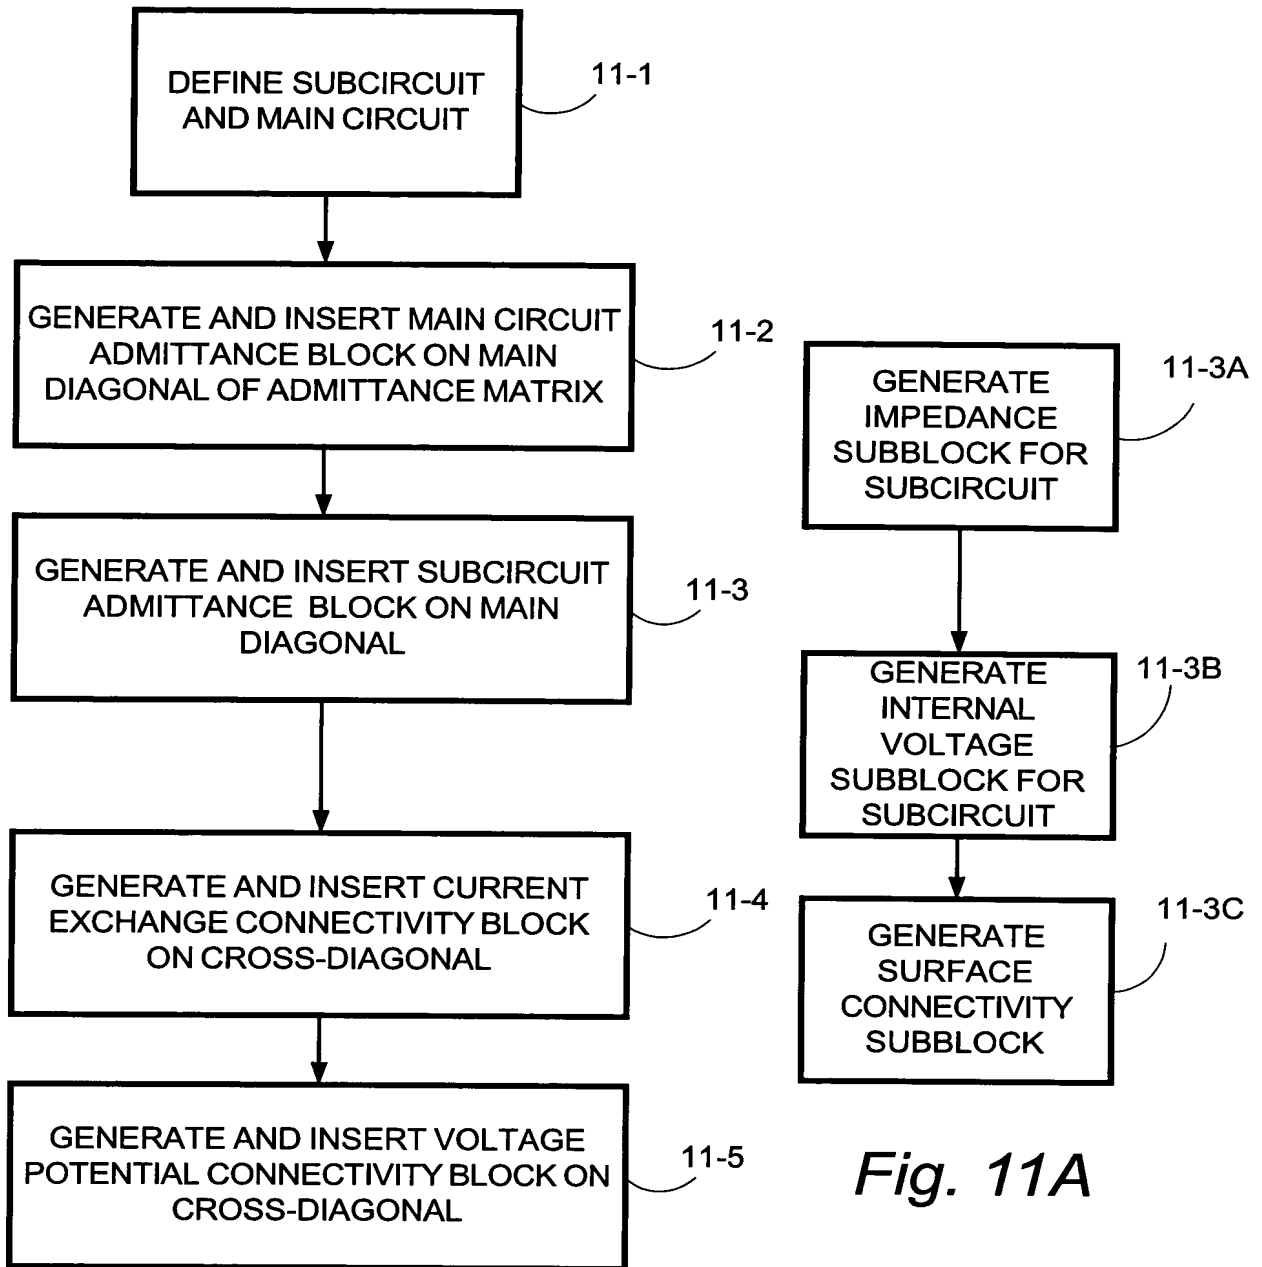 DEFINE SUBCIRCUIT
AND MAIN CIRCUIT
11-1
GENERATE AND INSERT MAIN CIRCUIT
ADMITTANCE BLOCK ON MAIN
DIAGONAL OF ADMITTANCE MATRIX
11-2
GENERATE AND INSERT SUBCIRCUIT
ADMITTANCE BLOCK ON MAIN
DIAGONAL
11-3
GENERATE AND INSERT CURRENT
EXCHANGE CONNECTIVITY BLOCK
ON CROSS-DIAGONAL
11-4
GENERATE AND INSERT VOLTAGE
POTENTIAL CONNECTIVITY BLOCK ON
CROSS-DIAGONAL
11-5
GENERATE
IMPEDANCE
SUBBLOCK FOR
SUBCIRCUIT
11-3A
GENERATE
INTERNAL
VOLTAGE
SUBBLOCK FOR
SUBCIRCUIT
11-3B
GENERATE
SURFACE
CONNECTIVITY
SUBBLOCK
11-3C
Fig. 11A